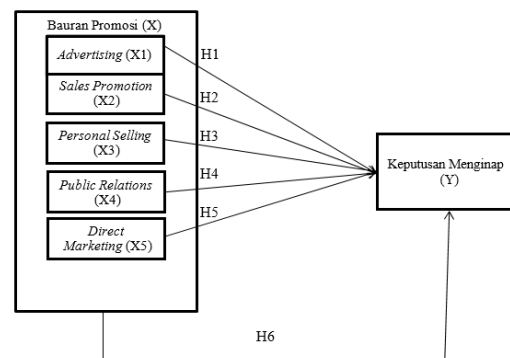 Bauran Promosi (X)
Advertising (X1)
Sales Promotion
(X2)
Personal Selling
(X3)
Public Relations
(X4)
Direct
Marketing (X5)
H1
H2
H3
H4
H5
Keputusan Menginap
(Y)
H6